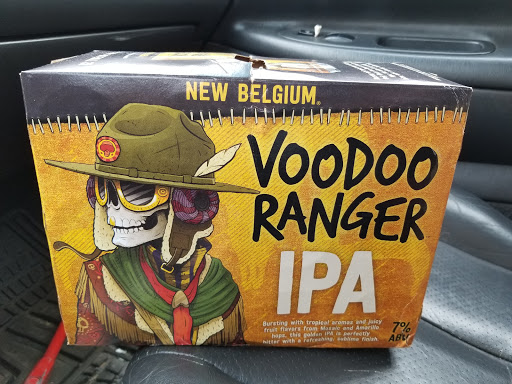 NEW BELGIUM®
VOODOO
RANGER
IPA
Bursting with tropical aromas and juicy
fruit flavors from Mosaic and Amarillo
hops, this golden IPA is perfectly
bitter with a refreshing, sublime finish
7%